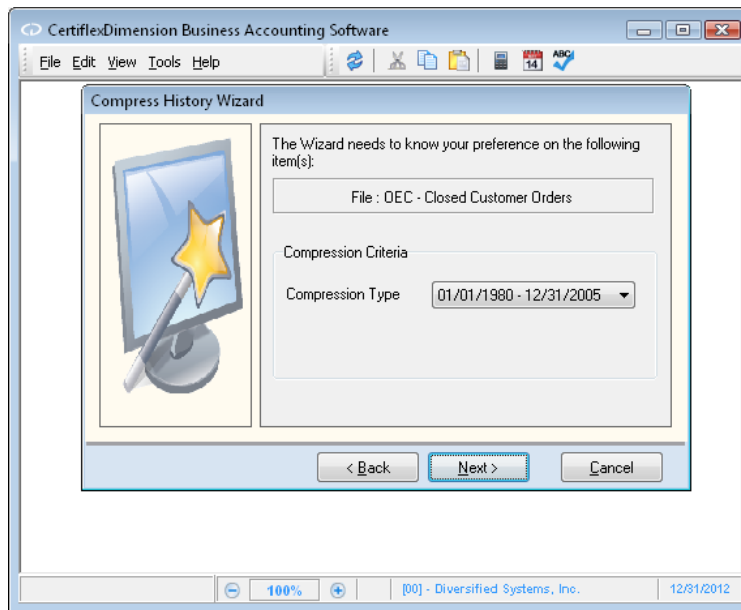 CertiflexDimension Business Accounting Software
File Edit View Tools Help
14
ABC
Compress History Wizard
The Wizard needs to know your preference on the following
item(s):
File : OEC - Closed Customer Orders
Compression Criteria
Compression Type 01/01/1980 - 12/31/2005
< Back Next > Cancel
100% [00] - Diversified Systems, Inc. 12/31/2012